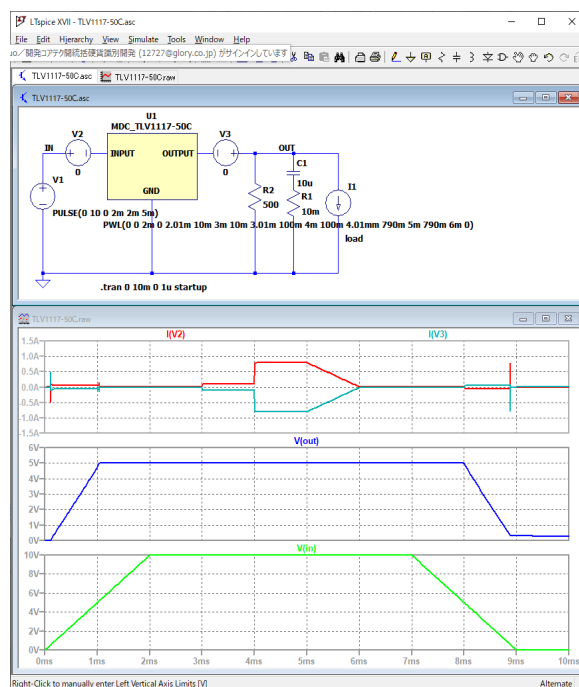 LTspice XVII - TLV1117-50C.asc
File Edit Hierarchy View Simulate Tools Window Help
uo／開発コアテク開統括硬貨識別開発 (12727@glory.co.jp) がサインインしています
TLV1117-50C.asc TLV1117-50C.raw
TLV1117-50C.asc
U1
MDC_TLV1117-50C
IN V2 INPUT OUTPUT V3 OUT
0 0
C1
10u
V1 GND R2 R1 I1
500 10m
PULSE(0 10 0 2m 2m 5m)
PWL(0 0 2m 0 2.01m 10m 3m 10m 3.01m 100m 4m 100m 4.01mm 790m 5m 790m 6m 0)
load
.tran 0 10m 0 1u startup
TLV1117-50C.raw
I(V2) I(V3)
1.5A
1.0A
0.5A
0.0A
-0.5A
-1.0A
-1.5A
V(out)
6V
5V
4V
3V
2V
1V
0V
V(in)
10V
8V
6V
4V
2V
0V
0ms 1ms 2ms 3ms 4ms 5ms 6ms 7ms 8ms 9ms 10ms
Right-Click to manually enter Left Vertical Axis Limits [V] Alternate